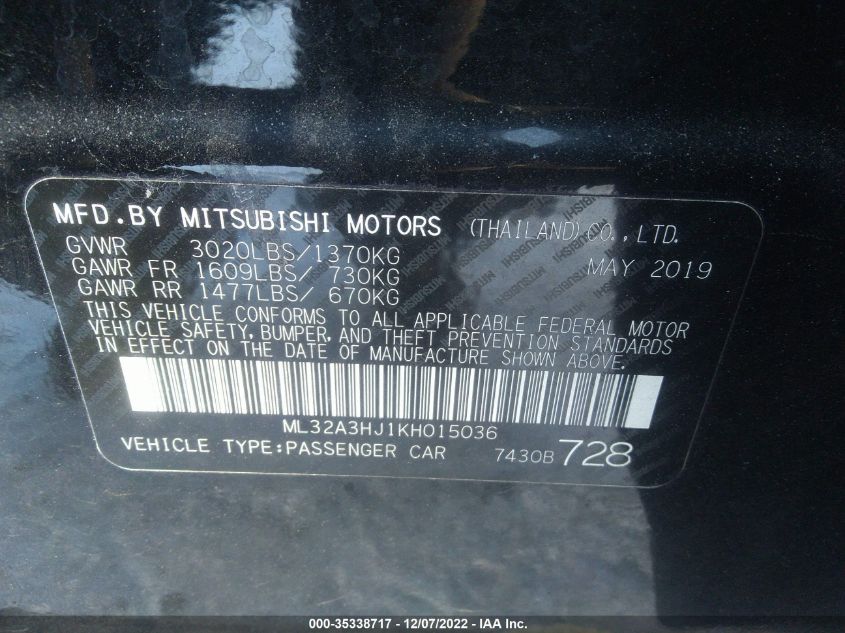 MFD.BY MITSUBISHI MOTORS (THAILAND)CO.,LTD.
GVWR 3020LBS/1370KG MAY 2019
GAWR FR 1609LBS/ 730KG
GAWR RR 1477LBS/ 670KG
THIS VEHICLE CONFORMS TO ALL APPLICABLE FEDERAL MOTOR
VEHICLE SAFETY, BUMPER, AND THEFT PREVENTION STANDARDS
IN EFFECT ON THE DATE OF MANUFACTURE SHOWN ABOVE.
ML32A3HJ1KH015036
VEHICLE TYPE:PASSENGER CAR 7430B 728
000-35338717 - 12/07/2022 - IAA Inc.